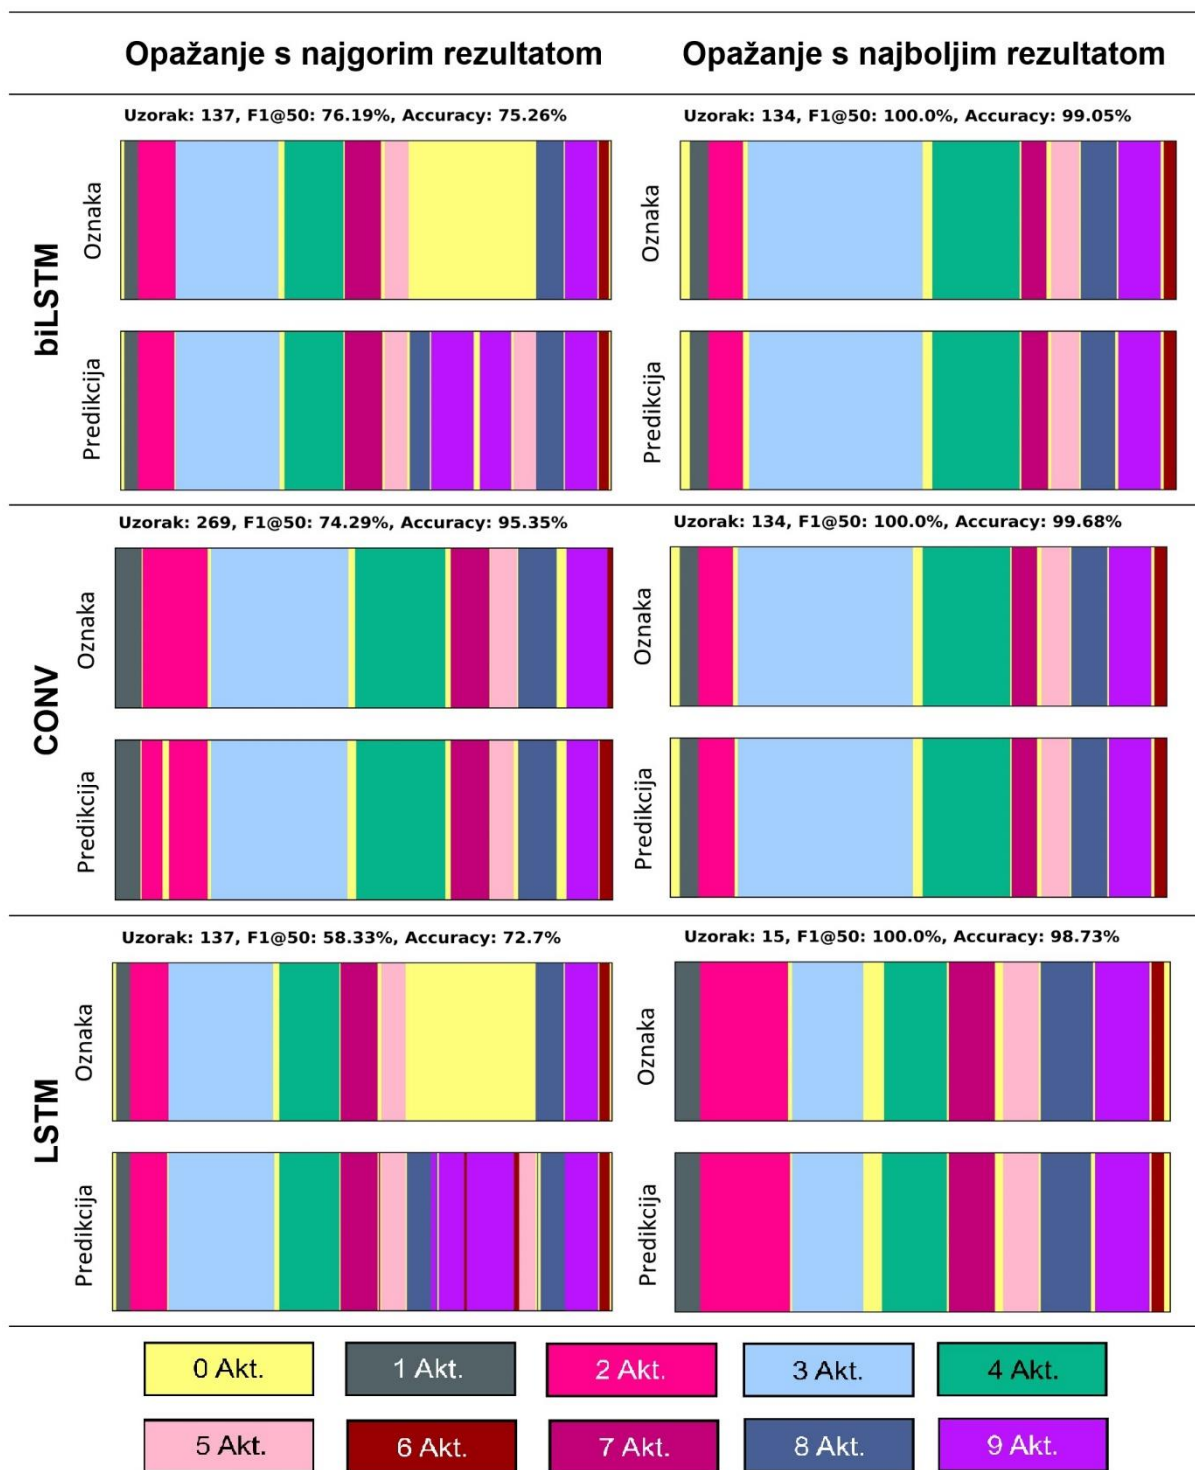 Opažanje s najgorim rezultatom
Opažanje s najboljim rezultatom
biLSTM
Uzorak: 137, F1@50: 76.19%, Accuracy: 75.26%
Oznaka
Predikcija
Uzorak: 134, F1@50: 100.0%, Accuracy: 99.05%
Oznaka
Predikcija
CONV
Uzorak: 269, F1@50: 74.29%, Accuracy: 95.35%
Oznaka
Predikcija
Uzorak: 134, F1@50: 100.0%, Accuracy: 99.68%
Oznaka
Predikcija
LSTM
Uzorak: 137, F1@50: 58.33%, Accuracy: 72.7%
Oznaka
Predikcija
Uzorak: 15, F1@50: 100.0%, Accuracy: 98.73%
Oznaka
Predikcija
0 Akt.
1 Akt.
2 Akt.
3 Akt.
4 Akt.
5 Akt.
6 Akt.
7 Akt.
8 Akt.
9 Akt.